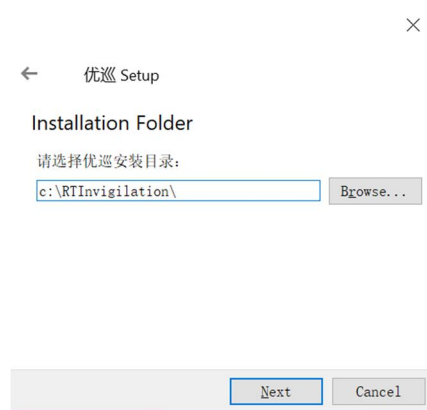 优巡 Setup
Installation Folder
请选择优巡安装目录:
c:\RTInvigilation\
Browse...
Next
Cancel